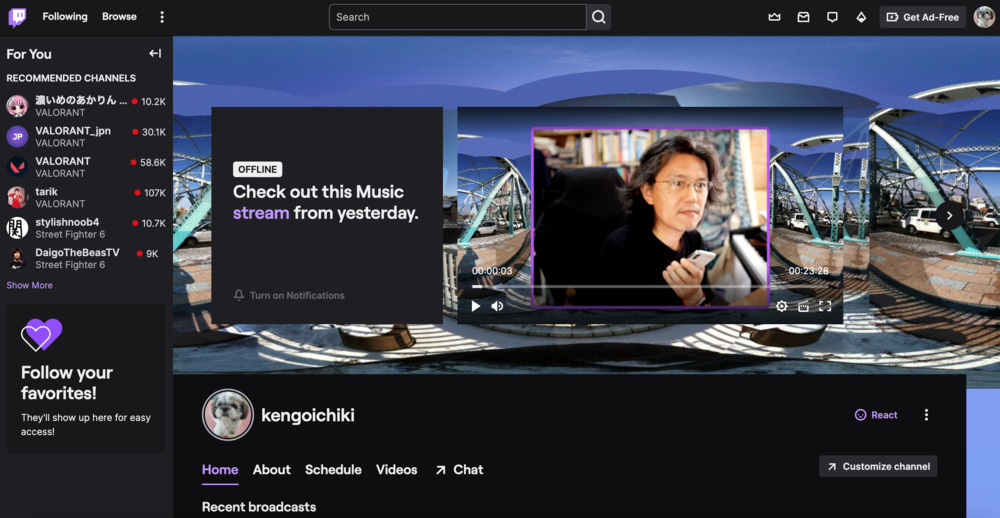 Following Browse
Search
Get Ad-Free
For You
RECOMMENDED CHANNELS
濃いめのあかりん ... 10.2K
VALORANT
JP
VALORANT_jpn 30.1K
VALORANT
VALORANT 58.6K
VALORANT
tarik 107K
VALORANT
関
stylishnoob4 10.7K
Street Fighter 6
DaigoTheBeasTV 9K
Street Fighter 6
Show More
Follow your
favorites!
They'll show up here for easy
access!
OFFLINE
Check out this Music
stream from yesterday.
Turn on Notifications
00:00:03 00:23:28
kengoichiki
React
Home About Schedule Videos Chat
Customize channel
Recent broadcasts